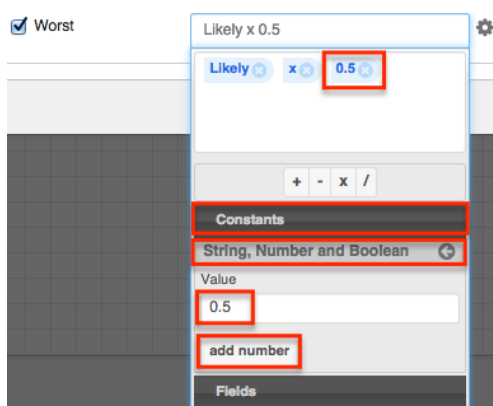 Worst
Likely x 0.5
Likely x 0.5
+ - x /
Constants
String, Number and Boolean
Value
0.5
add number
Fields